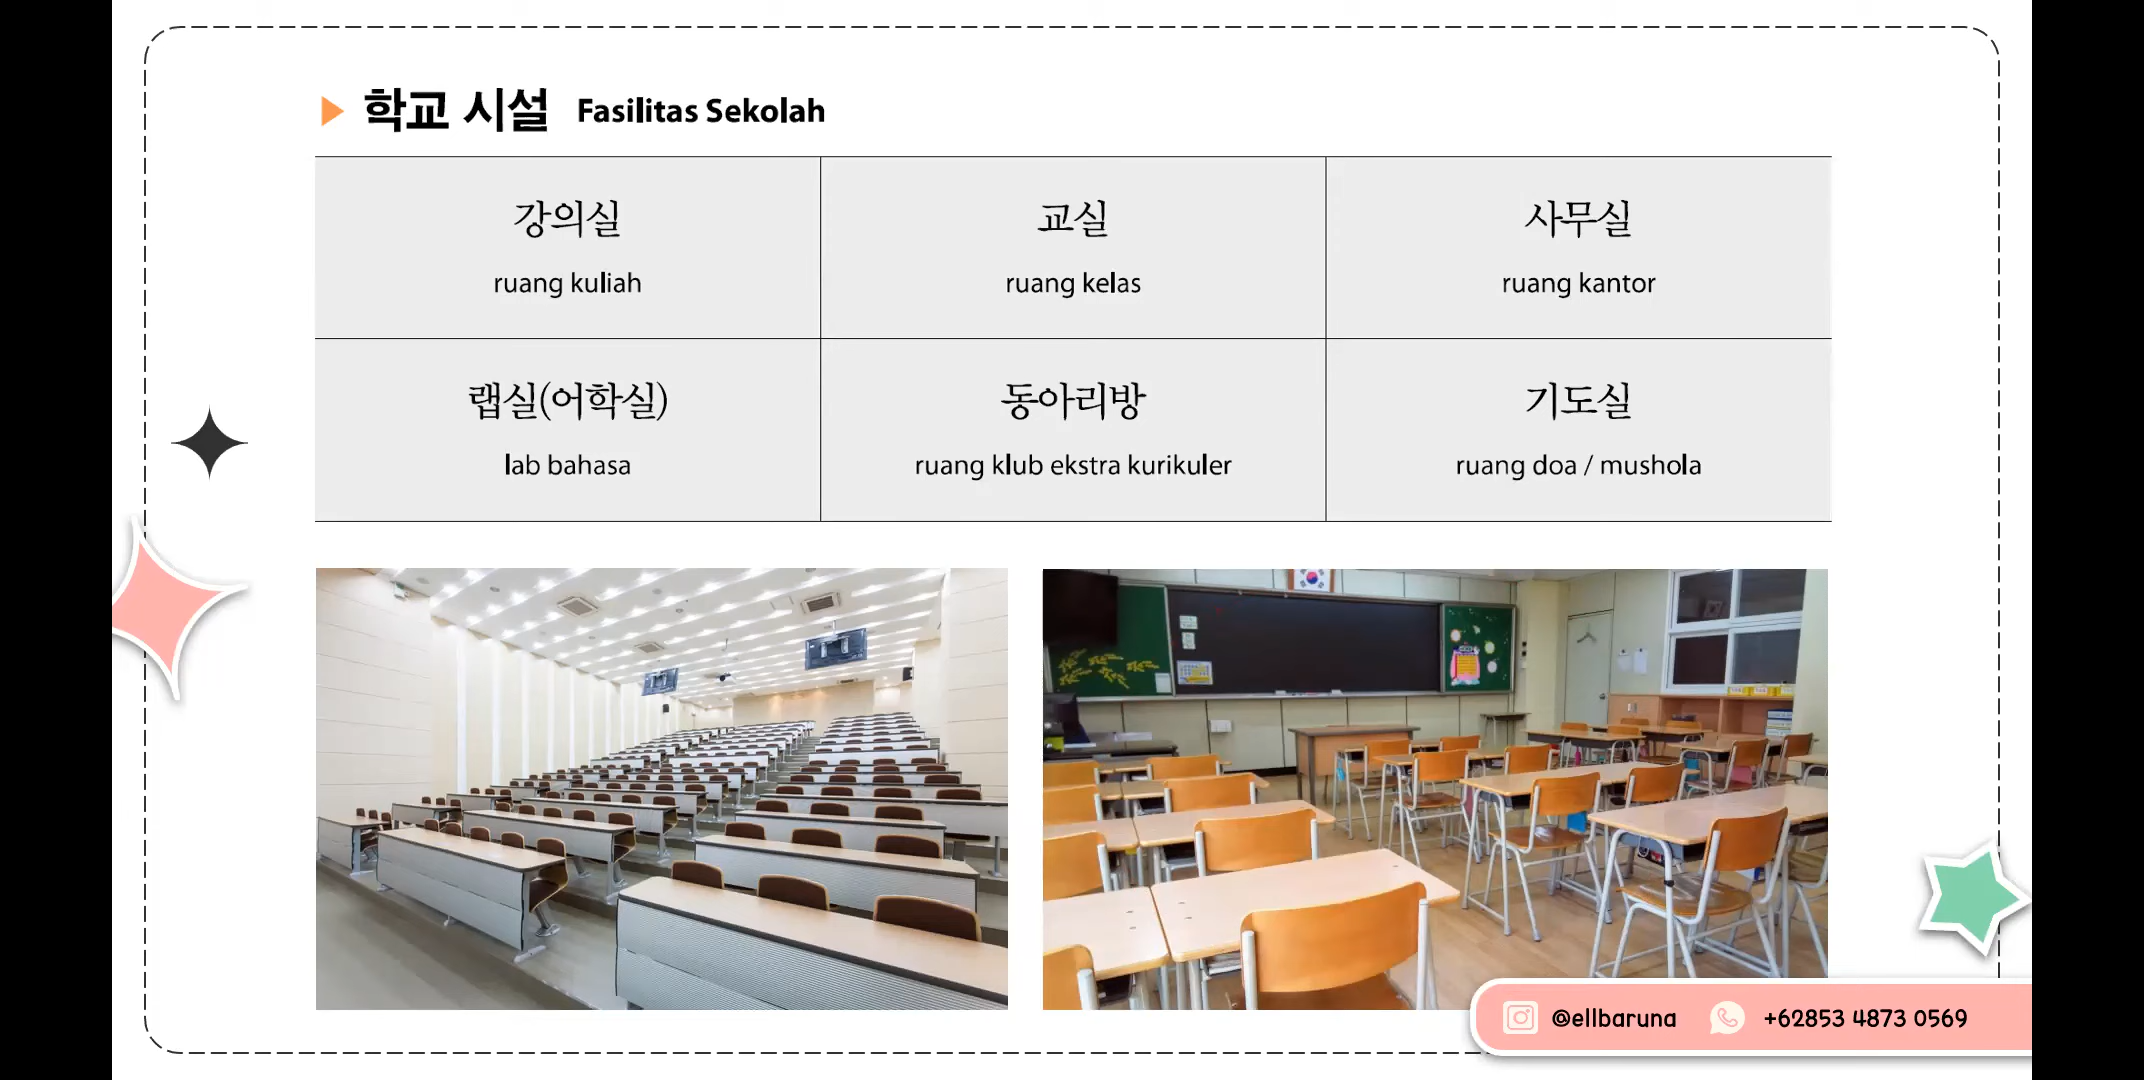 학교 시설 Fasilitas Sekolah
강의실
ruang kuliah
교실
ruang kelas
사무실
ruang kantor
랩실(어학실)
lab bahasa
동아리방
ruang klub ekstra kurikuler
기도실
ruang doa / mushola
@ellbaruna +62853 4873 0569